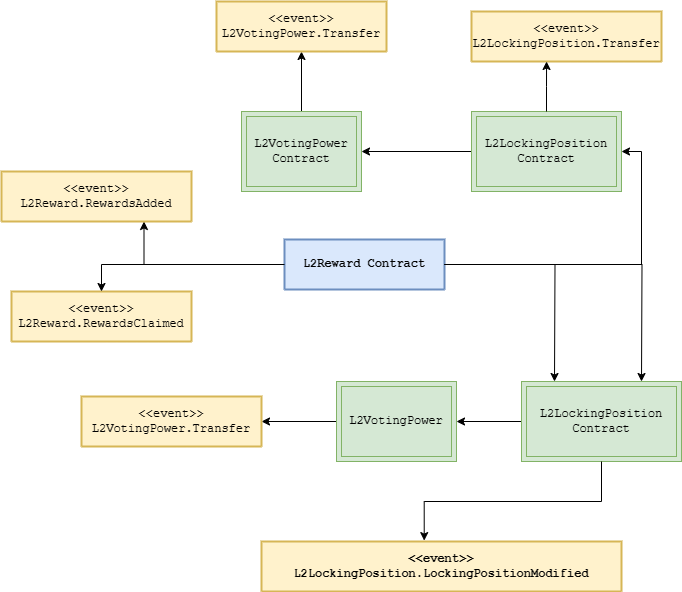 <<event>>
L2VotingPower.Transfer
<<event>>
L2LockingPosition.Transfer
L2VotingPower
Contract
L2LockingPosition
Contract
<<event>>
L2Reward.RewardsAdded
L2Reward Contract
<<event>>
L2Reward.RewardsClaimed
<<event>>
L2VotingPower.Transfer
L2VotingPower
L2LockingPosition
Contract
<<event>>
L2LockingPosition.LockingPositionModified